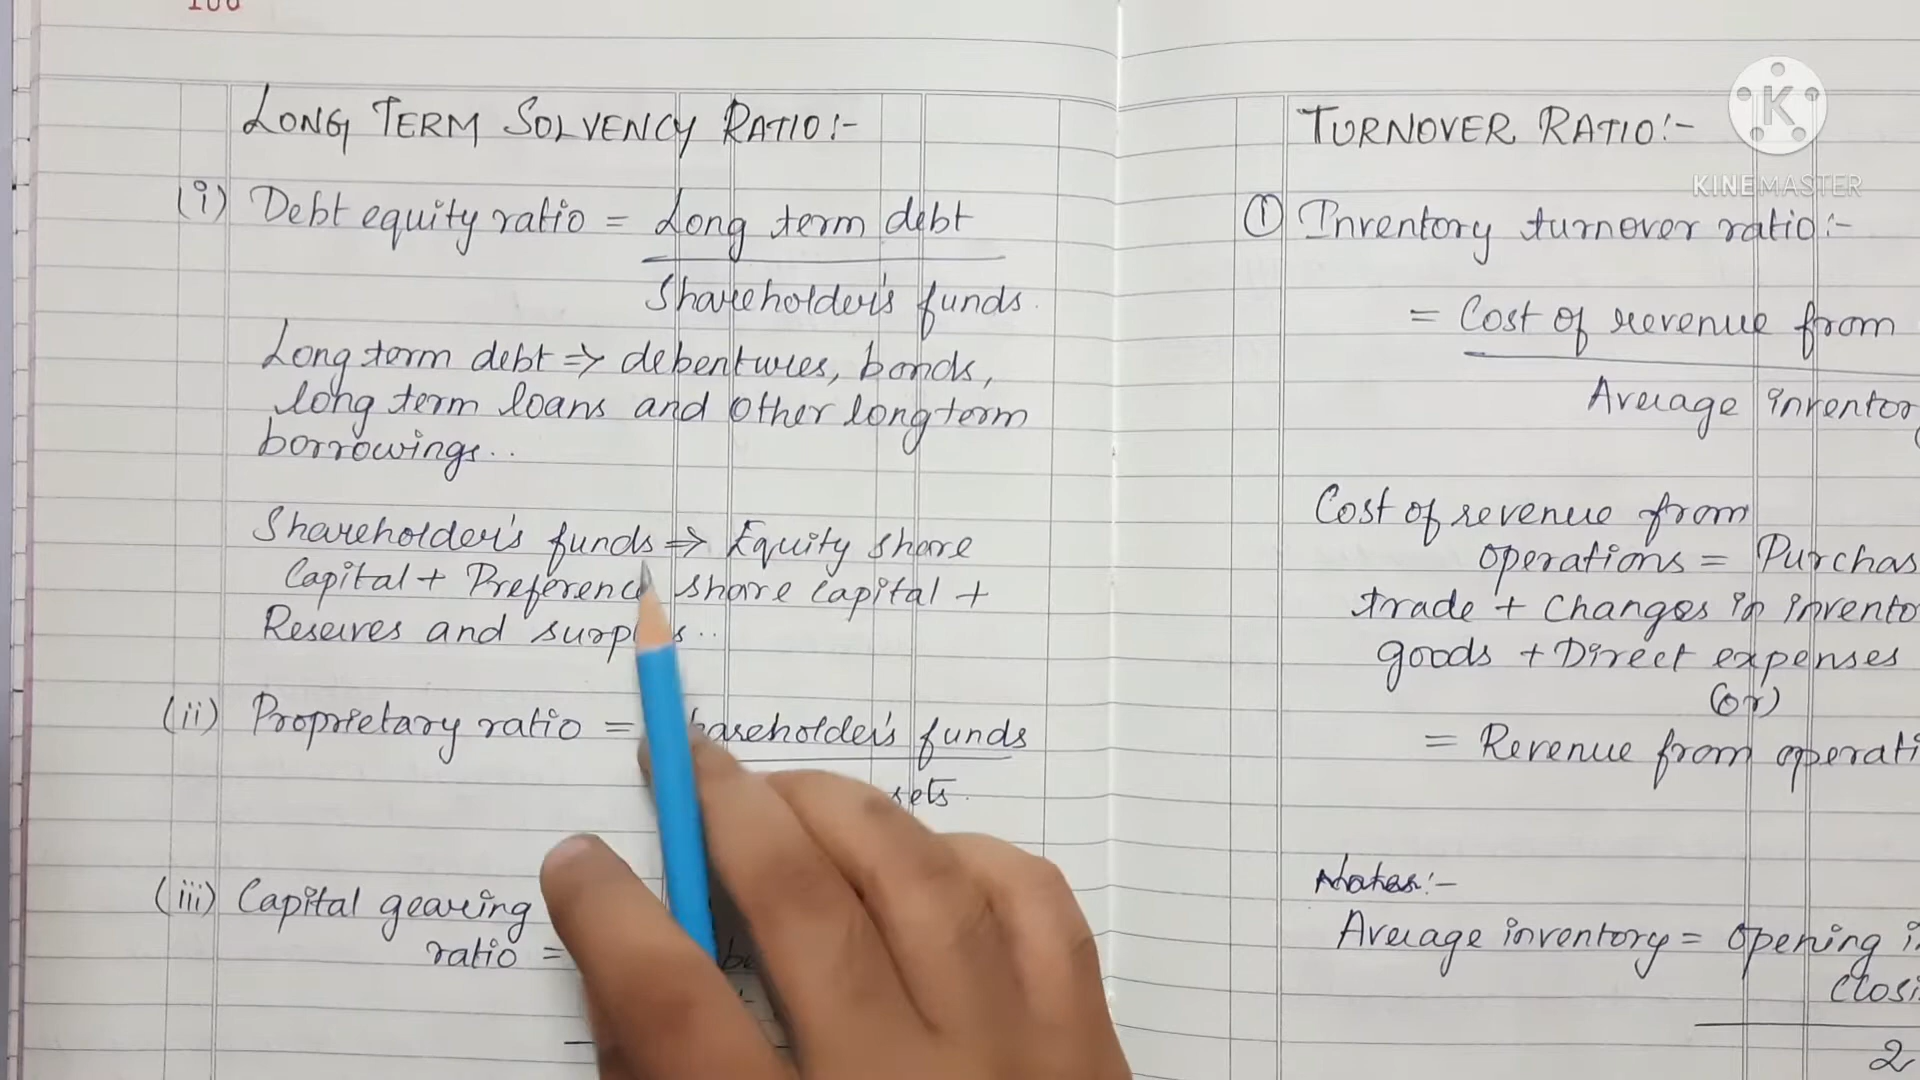 LONG TERM SOLVENCY RATIO:-
(i) Debt equity ratio = Long term debt
Shareholder's funds.
Long term debt ⇒ debentures, bonds,
long term loans and other long term
borrowings..
Shareholder's funds ⇒ Equity share
Capital + Preference share capital +
Reserves and surplus..
(ii) Proprietary ratio = Shareholder's funds
(iii) Capital gearing
ratio =
TURNOVER RATIO:-
① Inventory turnover ratio:-
= Cost of revenue from
Average inventor
Cost of revenue from
operations = Purchas
trade + Changes in invento
goods + Direct expenses
(or)
= Revenue from operati
Notes:-
Average inventory = Opening i
Closi
2
KINEMASTER